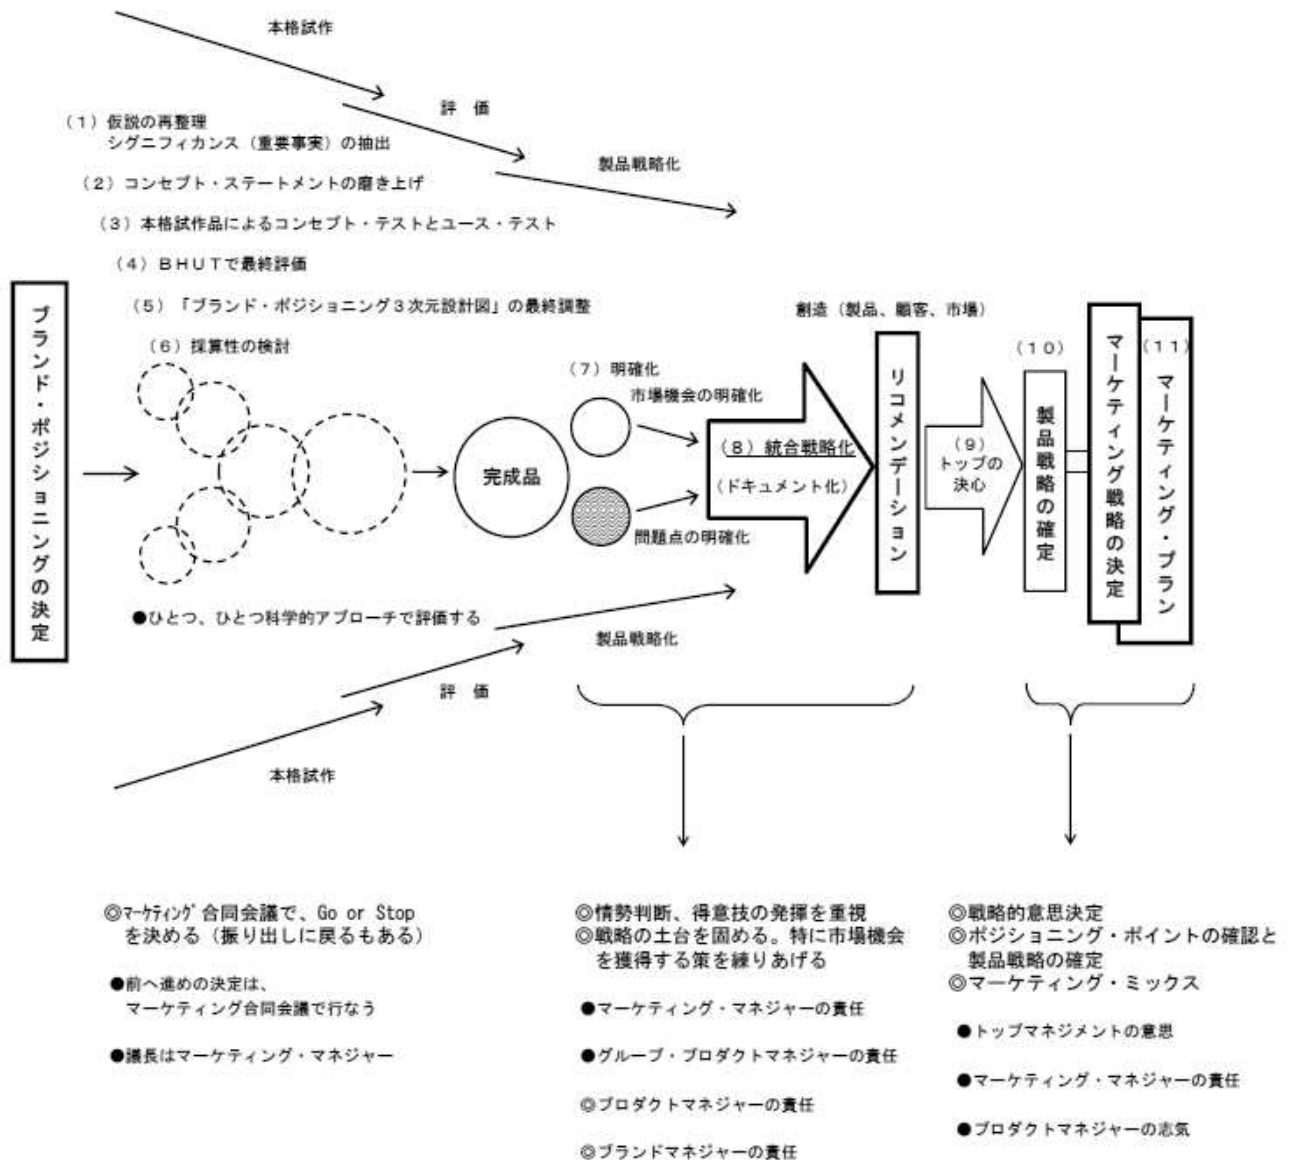 本格試作
評　価
(1) 仮説の再整理
シグニフィカンス（重要事実）の抽出
製品戦略化
(2) コンセプト・ステートメントの磨き上げ
(3) 本格試作品によるコンセプト・テストとユース・テスト
(4) ＢＨＵＴで最終評価
(5) 「ブランド・ポジショニング３次元設計図」の最終調整
(6) 採算性の検討
ブランド・ポジショニングの決定
完成品
(7) 明確化
市場機会の明確化
問題点の明確化
(8) 統合戦略化
（ドキュメント化）
創造（製品、顧客、市場）
リコメンデーション
(9)
トップの
決心
(10)
製品戦略の確定
マーケティング戦略の決定
(11)
マーケティング・プラン
●ひとつ、ひとつ科学的アプローチで評価する
製品戦略化
評　価
本格試作
◎マーケティング合同会議で、Go or Stop
を決める（振り出しに戻るもある）
●前へ進めの決定は、
マーケティング合同会議で行なう
●議長はマーケティング・マネジャー
◎情勢判断、得意技の発揮を重視
◎戦略の土台を固める。特に市場機会
を獲得する策を練りあげる
●マーケティング・マネジャーの責任
●グループ・プロダクトマネジャーの責任
◎プロダクトマネジャーの責任
◎ブランドマネジャーの責任
◎戦略的意思決定
◎ポジショニング・ポイントの確認と
製品戦略の確定
◎マーケティング・ミックス
●トップマネジメントの意思
●マーケティング・マネジャーの責任
●プロダクトマネジャーの志気